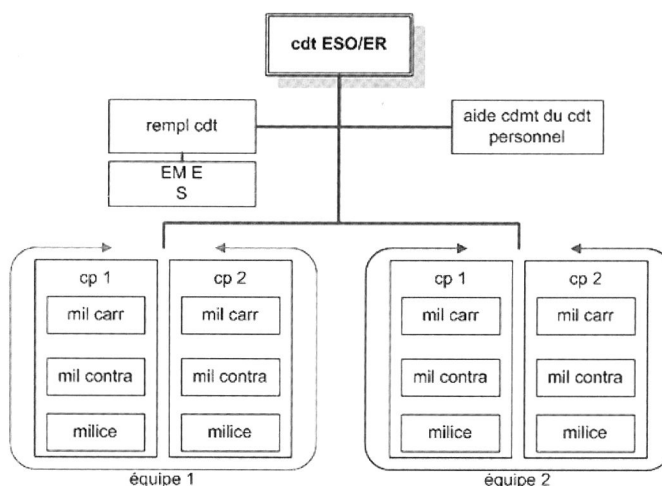 cdt ESO/ER
rempl cdt
aide cdmt du cdt
personnel
EM E
S
cp 1
mil carr
mil contra
milice
cp 2
mil carr
mil contra
milice
équipe 1
cp 1
mil carr
mil contra
milice
cp 2
mil carr
mil contra
milice
équipe 2